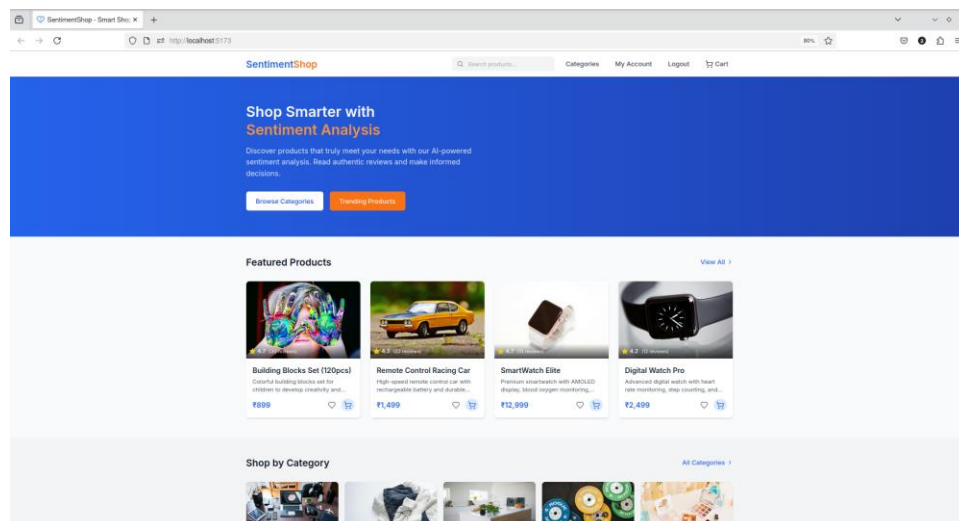 SentimentShop - Smart Sho
http://localhost:5173
80%
SentimentShop
Search products...
Categories
My Account
Logout
Cart
Shop Smarter with
Sentiment Analysis
Discover products that truly meet your needs with our AI-powered
sentiment analysis. Read authentic reviews and make informed
decisions.
Browse Categories
Trending Products
Featured Products
View All >
4.7
4.3 (22 reviews)
4.7 (11 reviews)
4.2 (12 reviews)
Building Blocks Set (120pcs)
Colorful building blocks set for
children to develop creativity and...
₹899
Remote Control Racing Car
High-speed remote control car with
rechargeable battery and durable...
₹1,499
SmartWatch Elite
Premium smartwatch with AMOLED
display, blood oxygen monitoring,...
₹12,999
Digital Watch Pro
Advanced digital watch with heart
rate monitoring, step counting, and...
₹2,499
Shop by Category
All Categories >